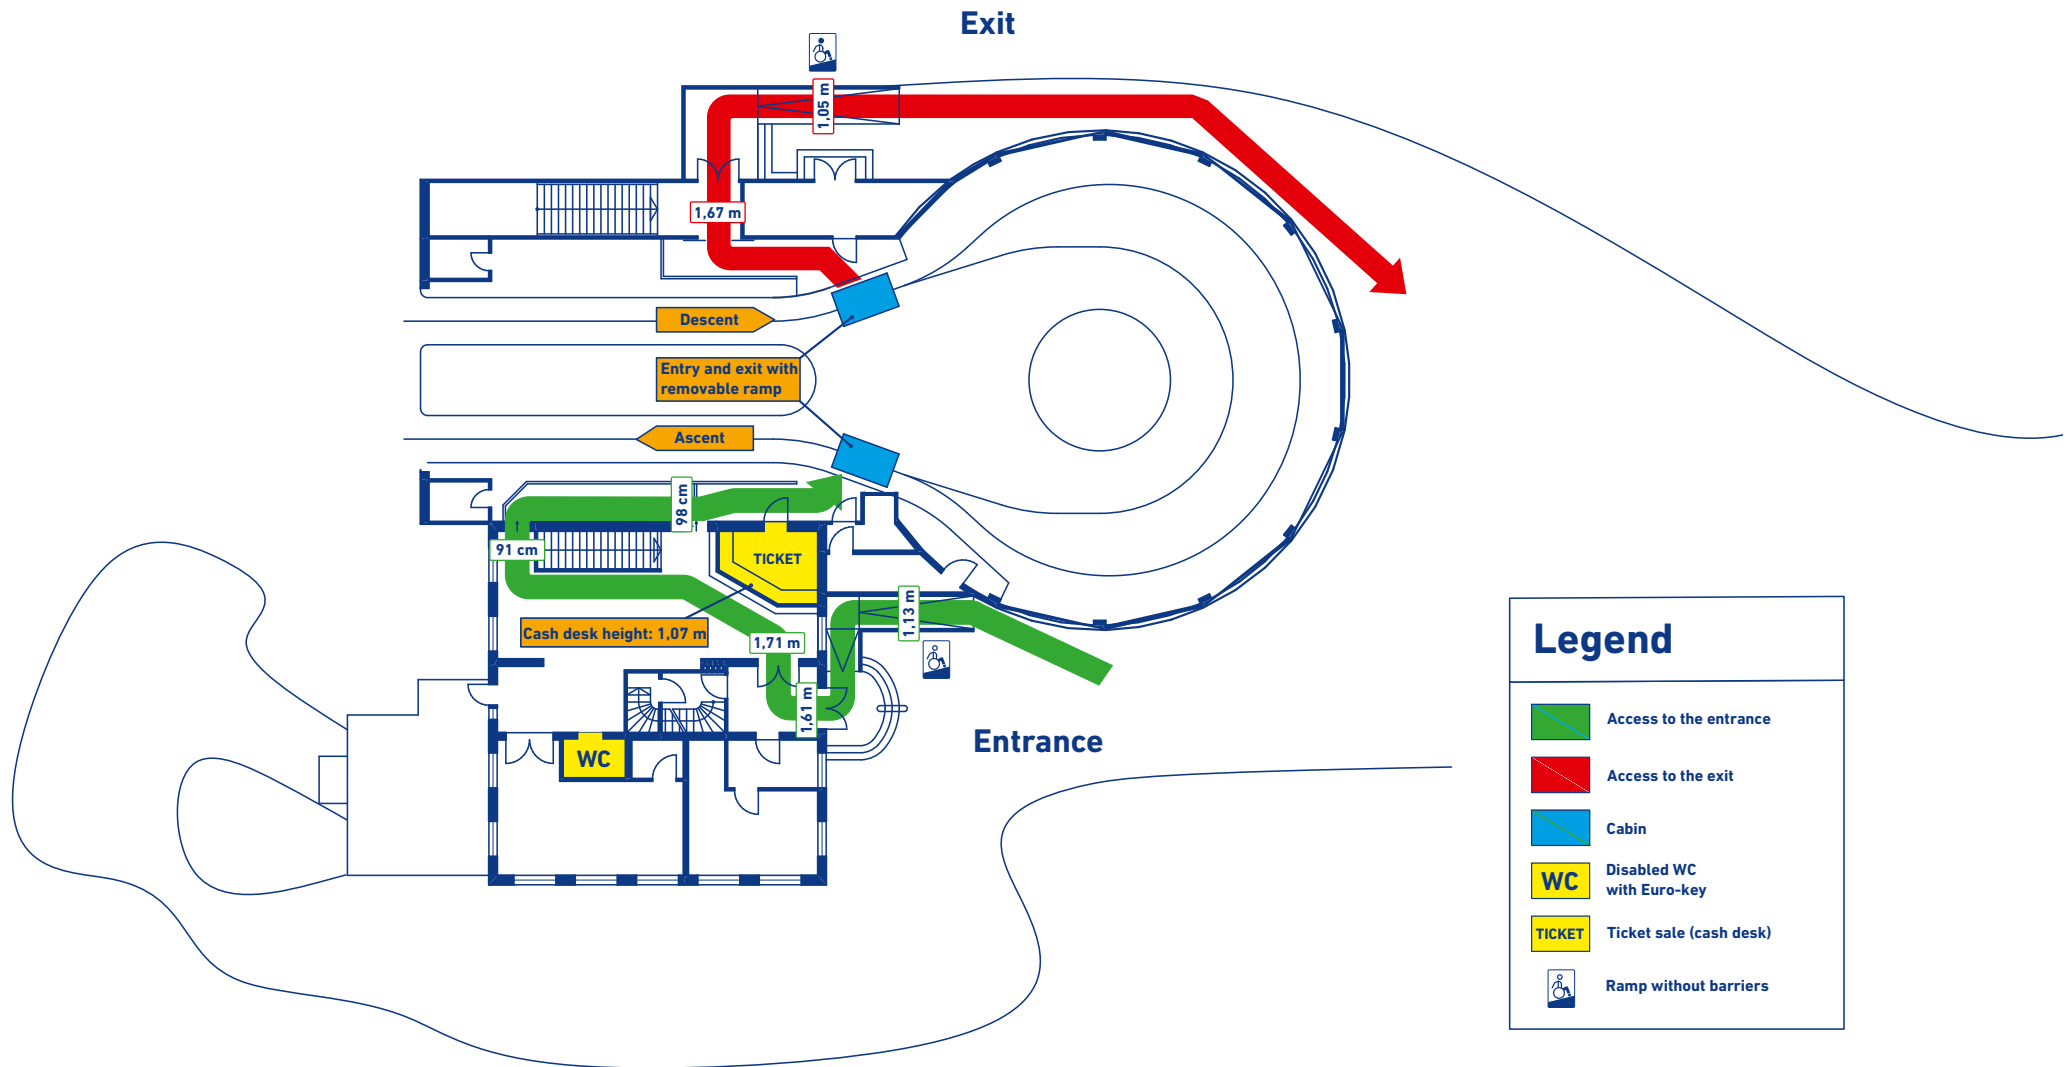 Exit
1,05 m
1,67 m
Descent
Entry and exit with
removable ramp
Ascent
98 cm
91 cm
TICKET
1,13 m
Cash desk height: 1,07 m
1,71 m
1,61 m
Entrance
WC
Legend
Access to the entrance
Access to the exit
Cabin
WC
Disabled WC
with Euro-key
TICKET
Ticket sale (cash desk)
Ramp without barriers